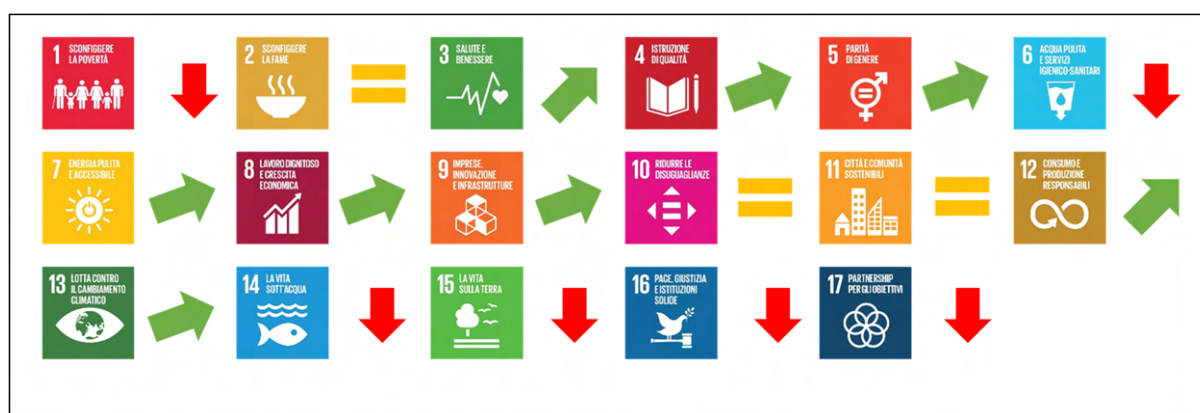 1 SCONFIGGERE
LA POVERTÀ
2 SCONFIGGERE
LA FAME
3 SALUTE E
BENESSERE
4 ISTRUZIONE
DI QUALITÀ
5 PARITÀ
DI GENERE
6 ACQUA PULITA
E SERVIZI
IGIENICO-SANITARI
7 ENERGIA PULITA
E ACCESSIBILE
8 LAVORO DIGNITOSO
E CRESCITA
ECONOMICA
9 IMPRESE,
INNOVAZIONE
E INFRASTRUTTURE
10 RIDURRE LE
DISUGUAGLIANZE
11 CITTÀ E COMUNITÀ
SOSTENIBILI
12 CONSUMO E
PRODUZIONE
RESPONSABILI
13 LOTTA CONTRO
IL CAMBIAMENTO
CLIMATICO
14 LA VITA
SOTT'ACQUA
15 LA VITA
SULLA TERRA
16 PACE, GIUSTIZIA
E ISTITUZIONI
SOLIDE
17 PARTNERSHIP
PER GLI OBIETTIVI